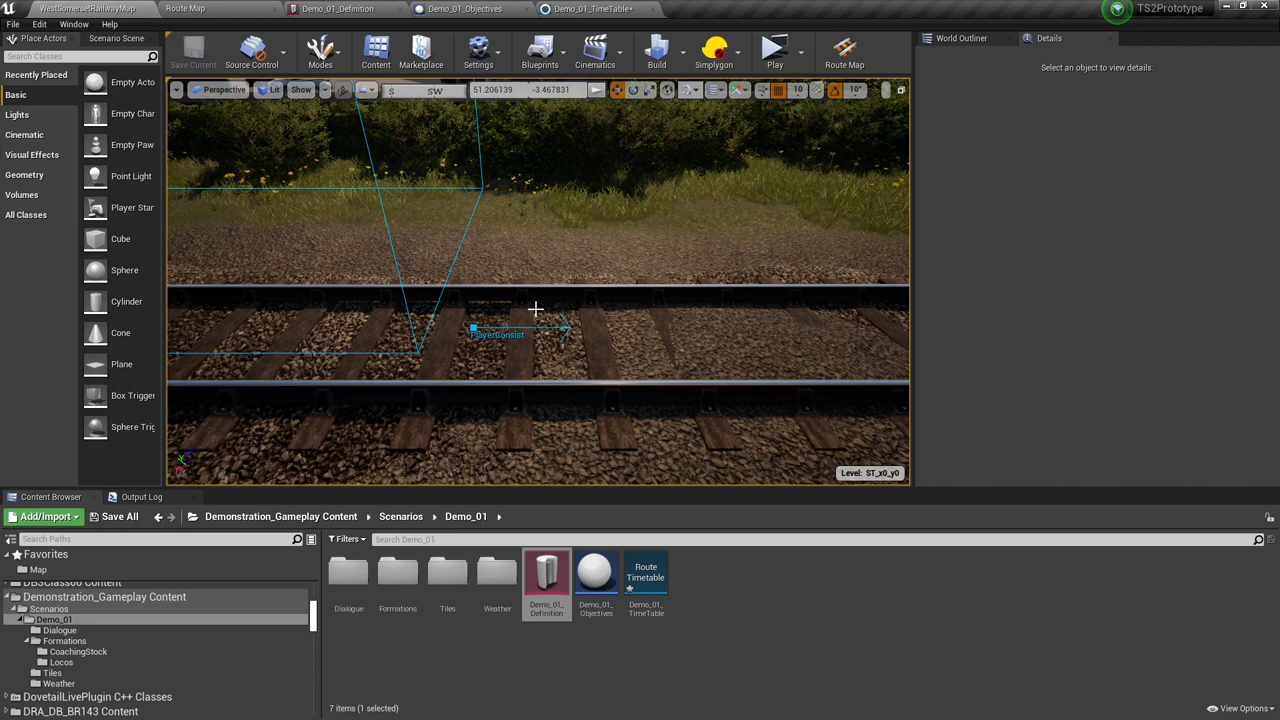 WestSomersetRailwayMap
Route Map
Demo_01_Definition
Demo_01_Objectives
Demo_01_TimeTable•
TS2Prototype
File
Edit
Window
Help
Place Actors
Scenario Scene
Search Classes
Recently Placed
Basic
Lights
Cinematic
Visual Effects
Geometry
Volumes
All Classes
Empty Acto
Empty Char
Empty Paw
Point Light
Player Star
Cube
Sphere
Cylinder
Cone
Plane
Box Trigger
Sphere Trig
Save Current
Source Control
Modes
Content
Marketplace
Settings
Blueprints
Cinematics
Build
Simplygon
Play
Route Map
Perspective
Lit
Show
S
SW
51.206139
-3.467831
10
10°
PlayerConsist
Level: ST_x0_y0
World Outliner
Details
Select an object to view details.
Content Browser
Output Log
Add/Import
Save All
Demonstration_Gameplay Content
Scenarios
Demo_01
Search Paths
Filters
Search Demo_01
Favorites
Map
DBSClass66 Content
Demonstration_Gameplay Content
Scenarios
Demo_01
Dialogue
Formations
CoachingStock
Locos
Tiles
Weather
DovetailLivePlugin C++ Classes
DRA_DB_BR143 Content
Dialogue
Formations
Tiles
Weather
Demo_01_
Definition
Demo_01_
Objectives
Route
Timetable
Demo_01_
TimeTable
7 items (1 selected)
View Options